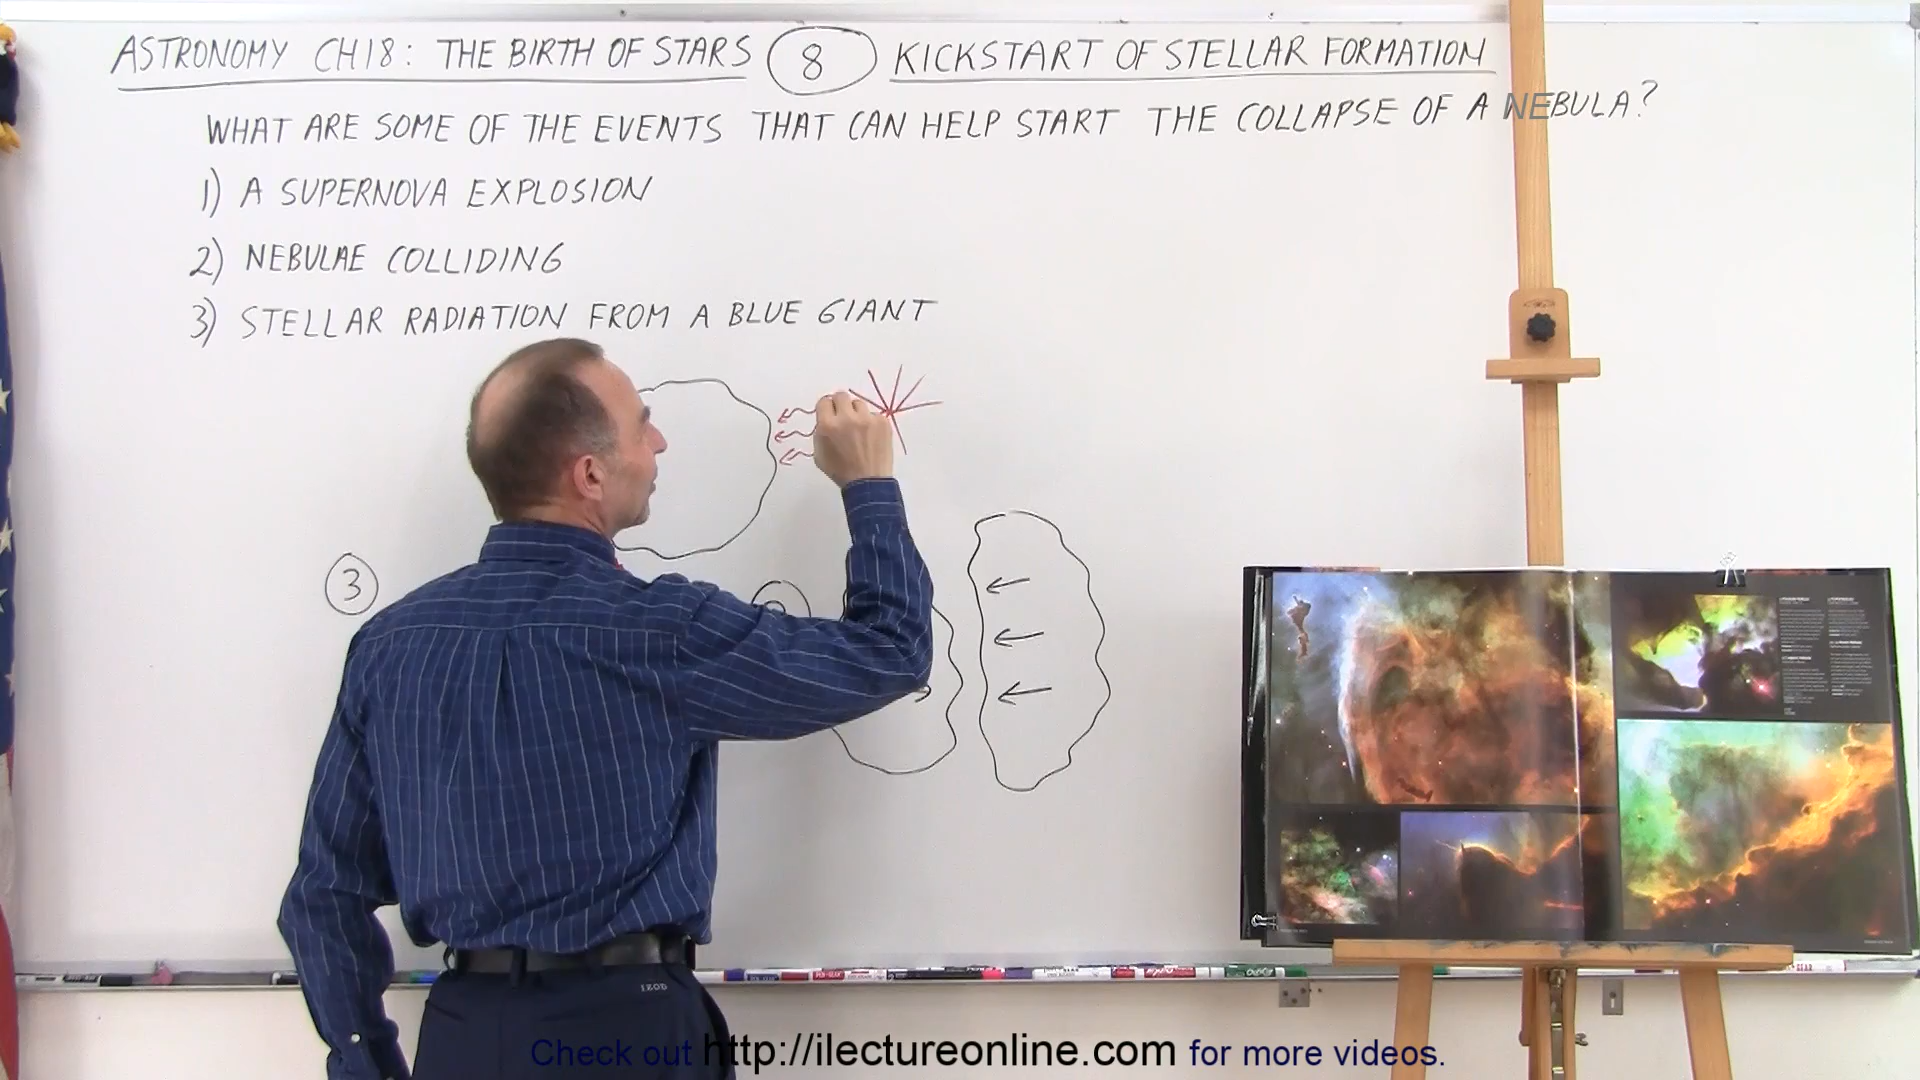 ASTRONOMY CH18: THE BIRTH OF STARS 8 KICKSTART OF STELLAR FORMATION
WHAT ARE SOME OF THE EVENTS THAT CAN HELP START THE COLLAPSE OF A NEBULA?
1) A SUPERNOVA EXPLOSION
2) NEBULAE COLLIDING
3) STELLAR RADIATION FROM A BLUE GIANT
3
IZOD
Check out http://ilectureonline.com for more videos.